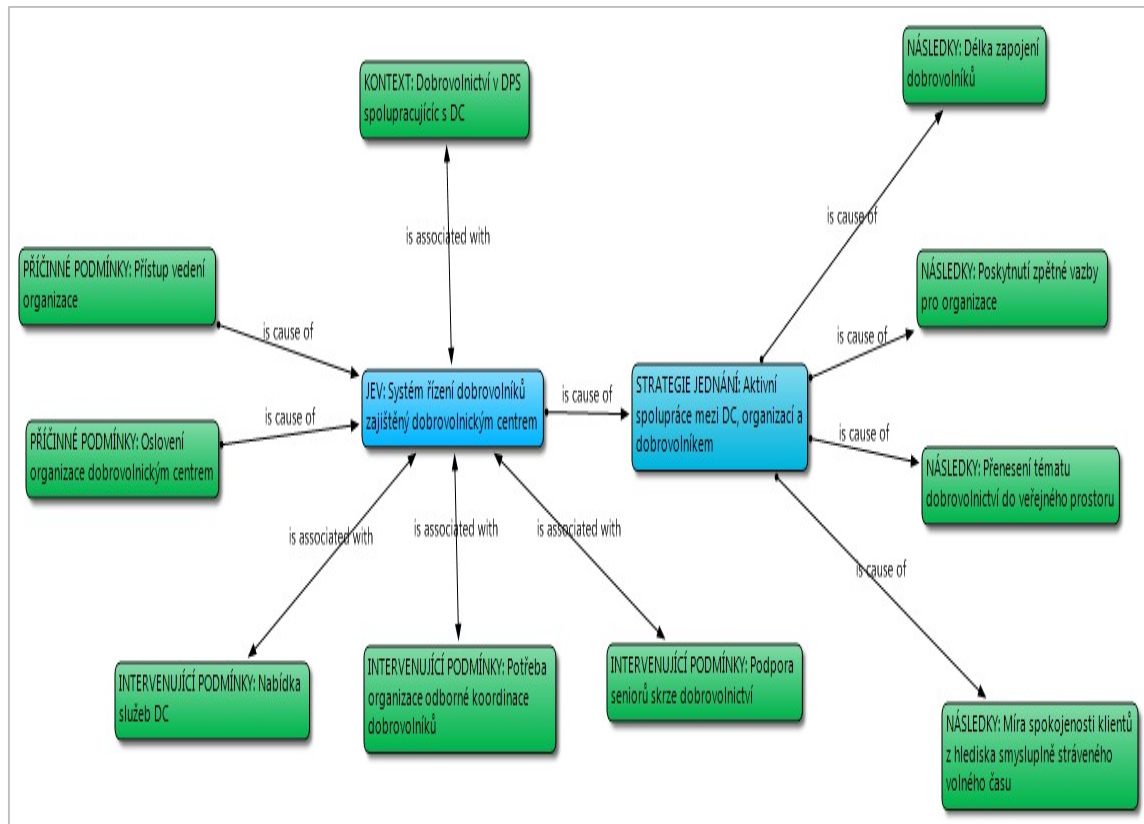 KONTEXT: Dobrovolnictví v DPS
spolupracujícíc s DC
NÁSLEDKY: Délka zapojení
dobrovolníků
is cause of
is associated with
PŘÍČINNÉ PODMÍNKY: Přístup vedení
organizace
NÁSLEDKY: Poskytnutí zpětné vazby
pro organizace
is cause of
is cause of
JEV: Systém řízení dobrovolníků
zajištěný dobrovolnickým centrem
is cause of
STRATEGIE JEDNÁNÍ: Aktivní
spolupráce mezi DC, organizací a
dobrovolníkem
is cause of
PŘÍČINNÉ PODMÍNKY: Oslovení
organizace dobrovolnickým centrem
is cause of
NÁSLEDKY: Přenesení tématu
dobrovolnictví do veřejného prostoru
is associated with
is associated with
is associated with
is cause of
INTERVENUJÍCÍ PODMÍNKY: Nabídka
služeb DC
INTERVENUJÍCÍ PODMÍNKY: Potřeba
organizace odborné koordinace
dobrovolníků
INTERVENUJÍCÍ PODMÍNKY: Podpora
seniorů skrze dobrovolnictví
NÁSLEDKY: Míra spokojenosti klientů
z hlediska smysluplně stráveného
volného času